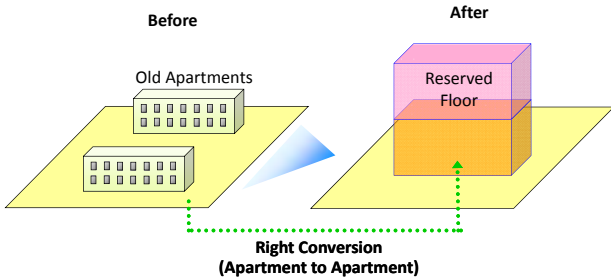 Before
After
Old Apartments
Reserved
Floor
Right Conversion
(Apartment to Apartment)